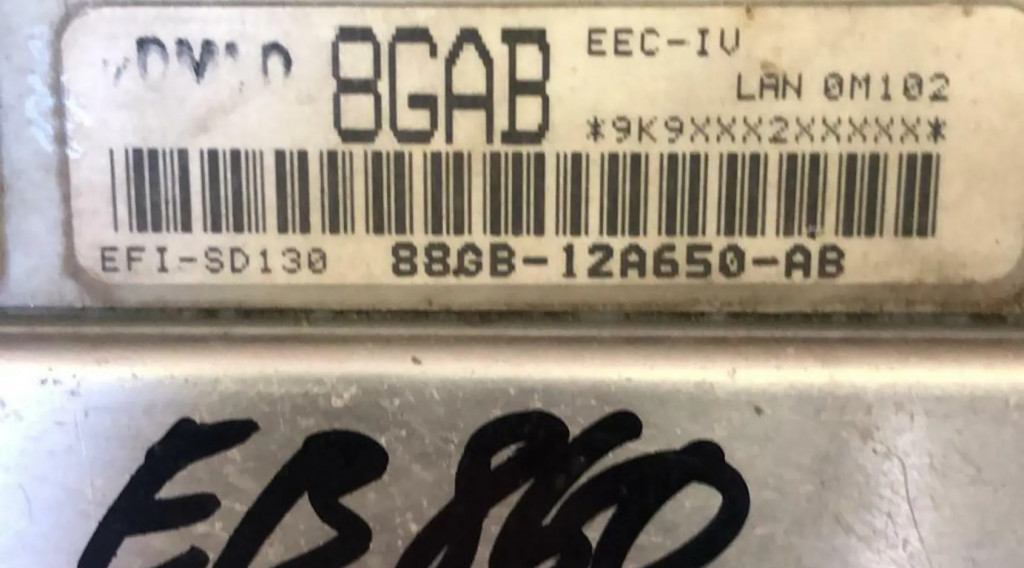 8GAB
EEC-IV
LAN 0M102
*9K9XXX2XXXXX*
EFI-SD130 88GB-12A650-AB